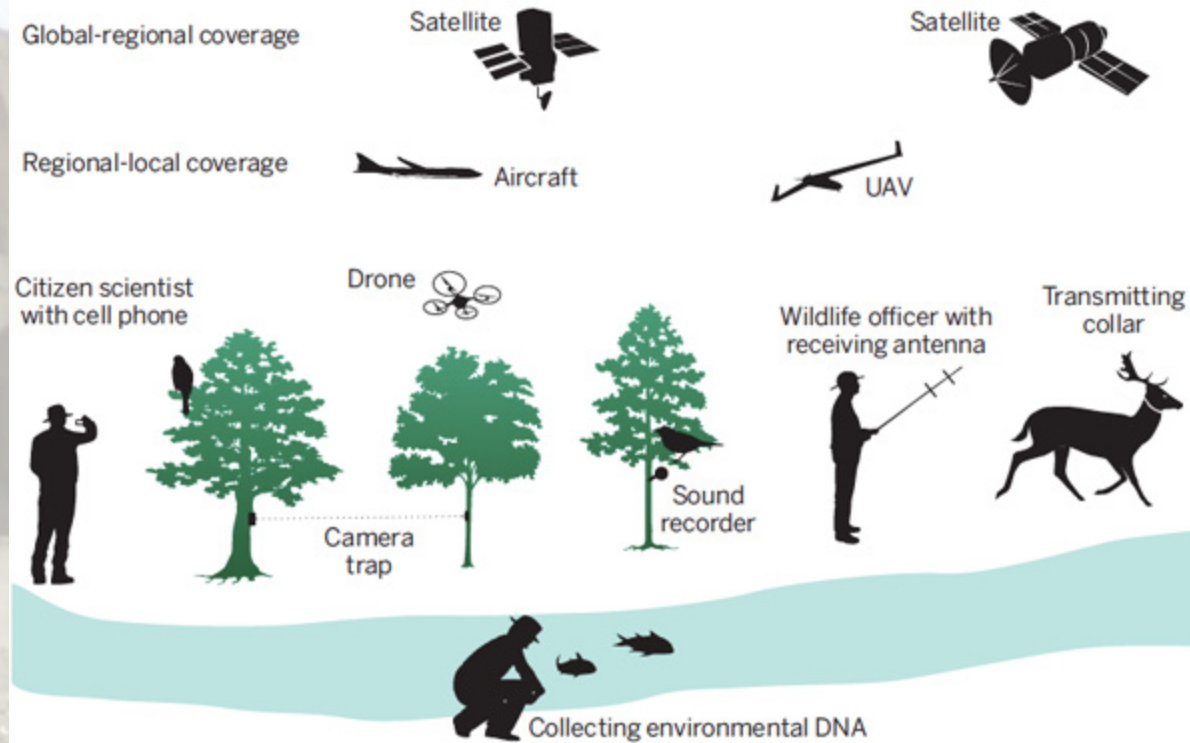 Global-regional coverage
Satellite
Satellite
Regional-local coverage
Aircraft
UAV
Citizen scientist
with cell phone
Drone
Wildlife officer with
receiving antenna
Transmitting
collar
Camera
trap
Sound
recorder
Collecting environmental DNA